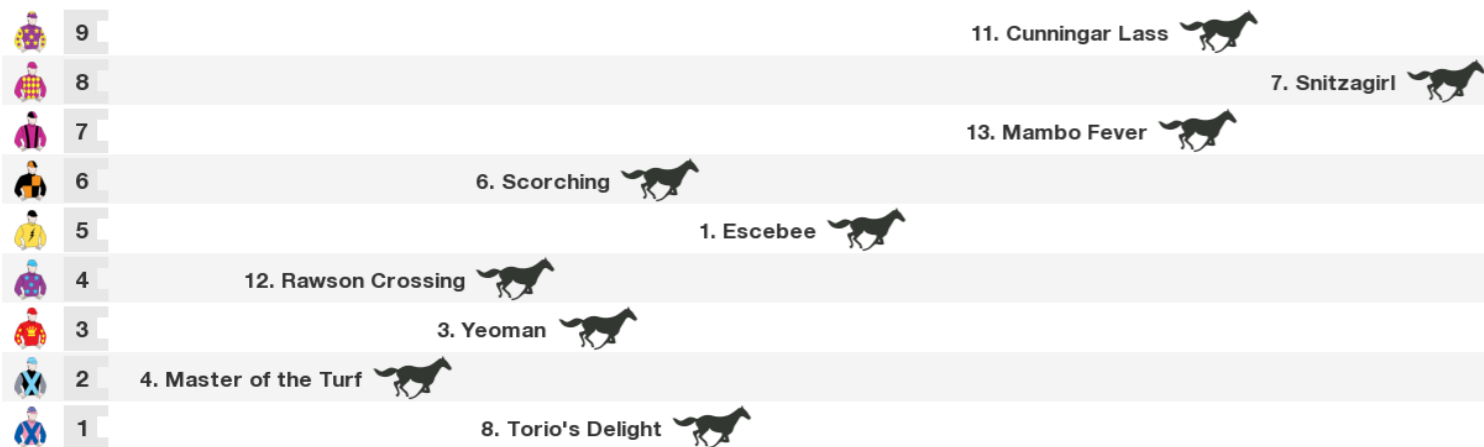 9 11. Cunningar Lass
8 7. Snitzagirl
7 13. Mambo Fever
6 6. Scorching
5 1. Escebee
4 12. Rawson Crossing
3 3. Yeoman
2 4. Master of the Turf
1 8. Torio's Delight